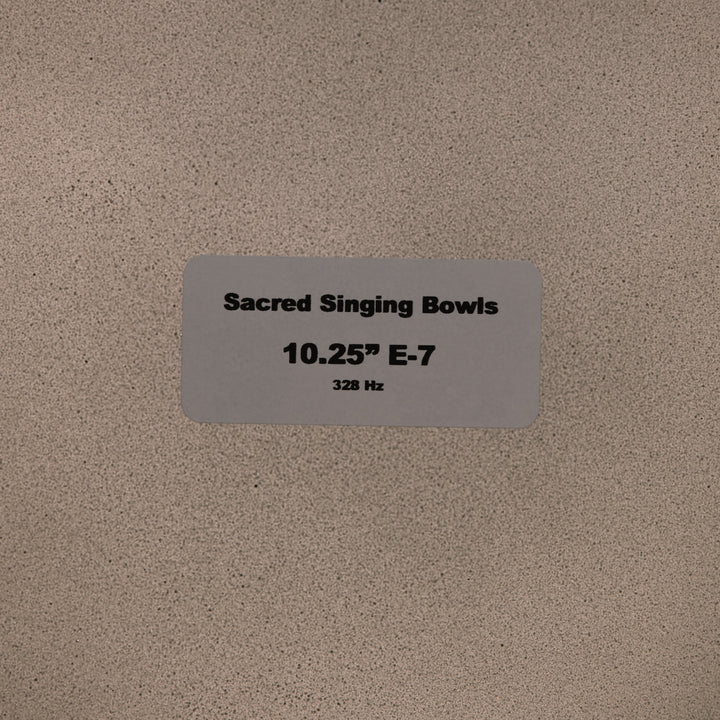 Sacred Singing Bowls
10.25” E-7
328 Hz